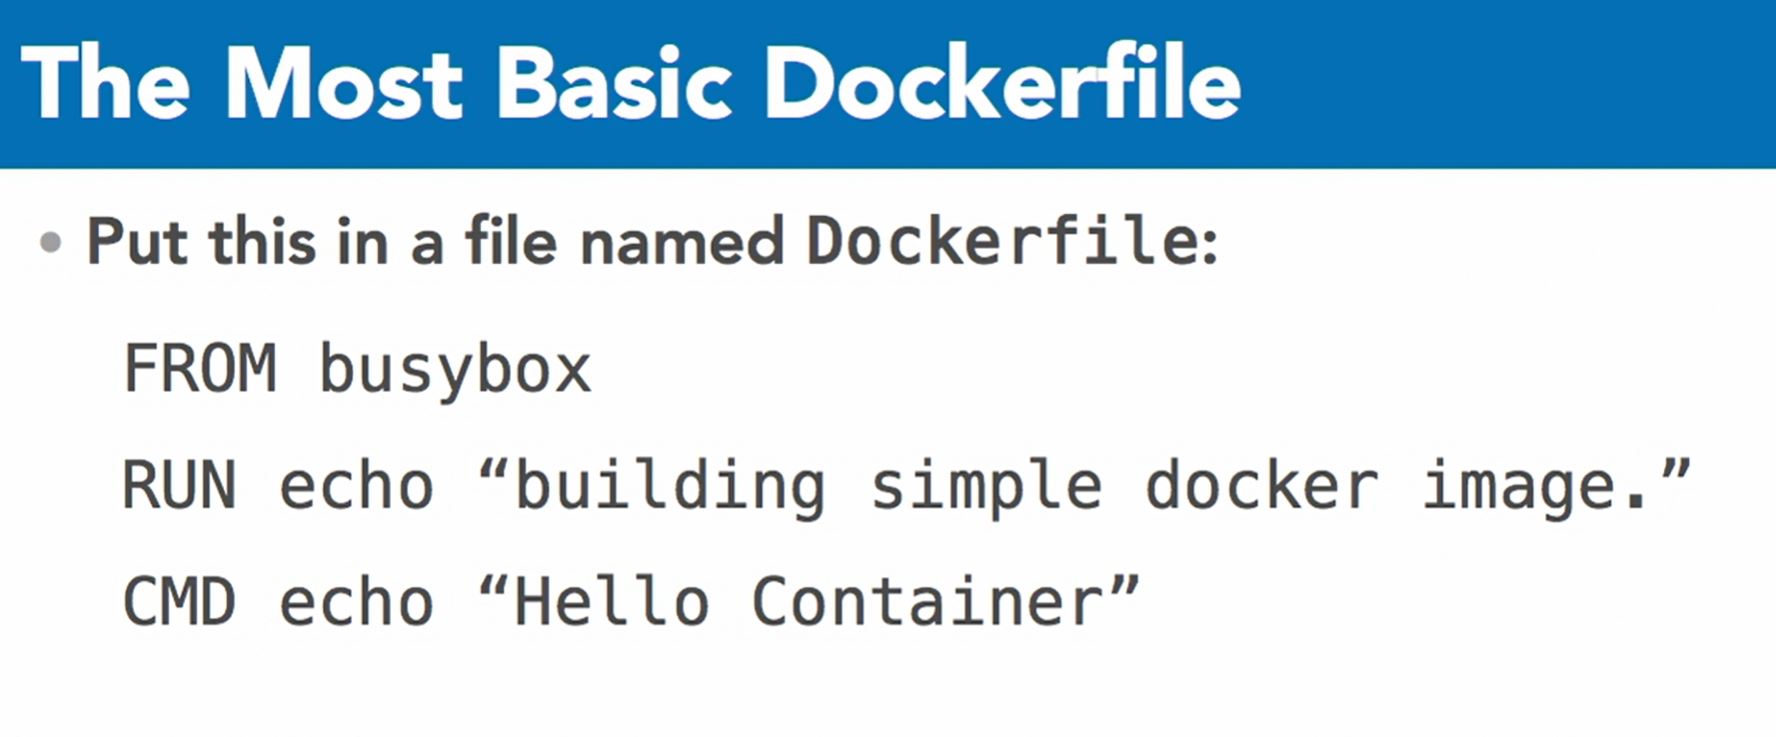 The Most Basic Dockerfile
• Put this in a file named Dockerfile:
FROM busybox
RUN echo “building simple docker image.”
CMD echo “Hello Container”